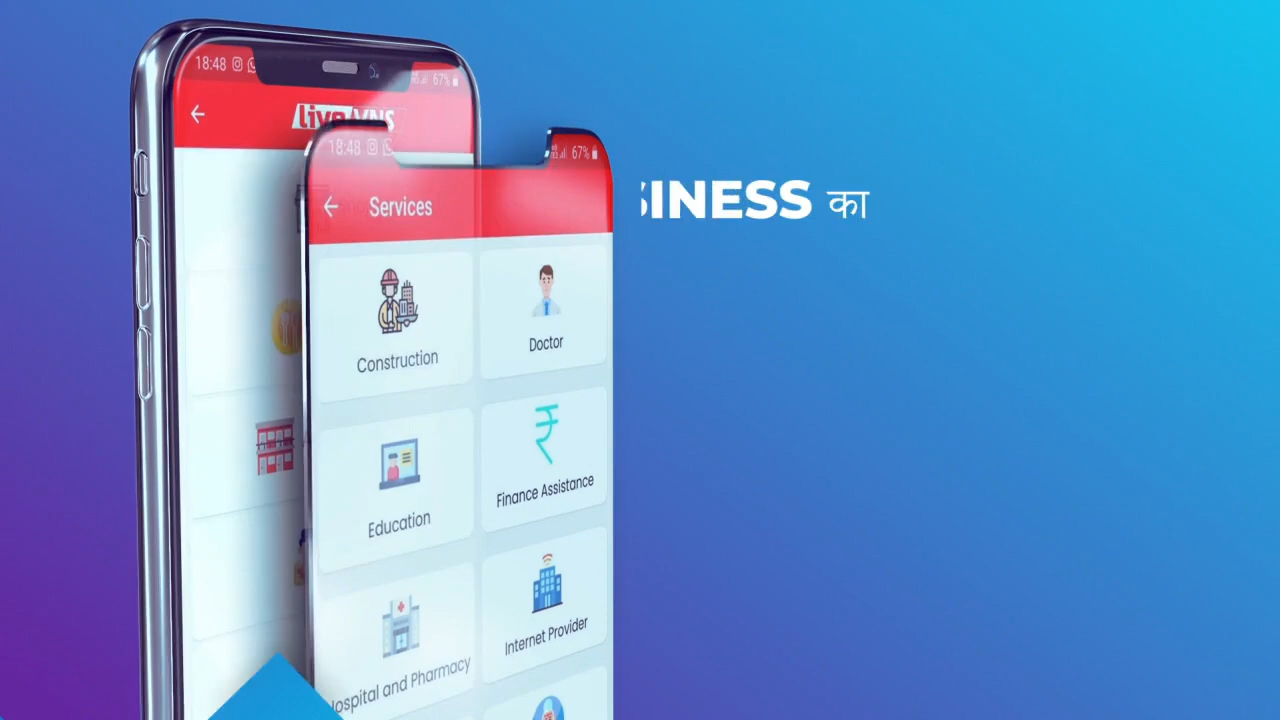 18:48
67%
live VNS
18:48
67%
Services
SINESS का
Construction
Doctor
Education
Finance Assistance
Hospital and Pharmacy
Internet Provider